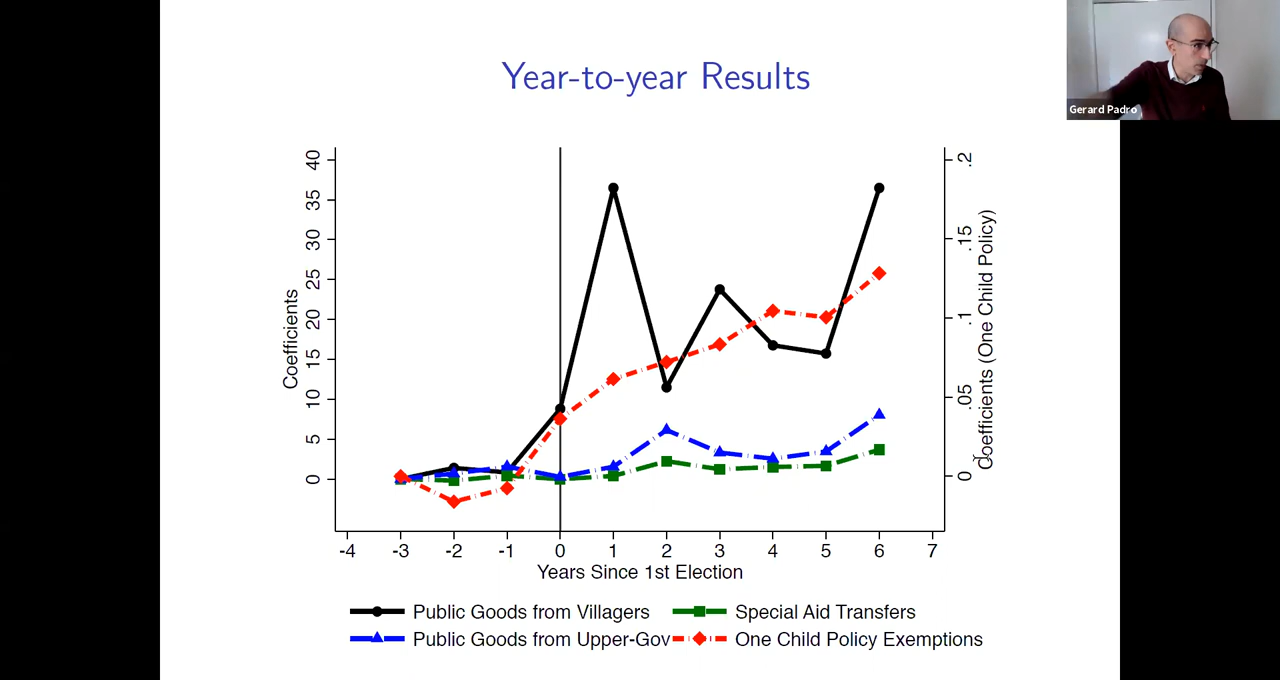 Year-to-year Results
Gerard Padro
40
35
30
25
20
15
10
5
0
Coefficients
.2
.15
.1
.05
0
Coefficients (One Child Policy)
-4 -3 -2 -1 0 1 2 3 4 5 6 7
Years Since 1st Election
Public Goods from Villagers Special Aid Transfers
Public Goods from Upper-Gov One Child Policy Exemptions